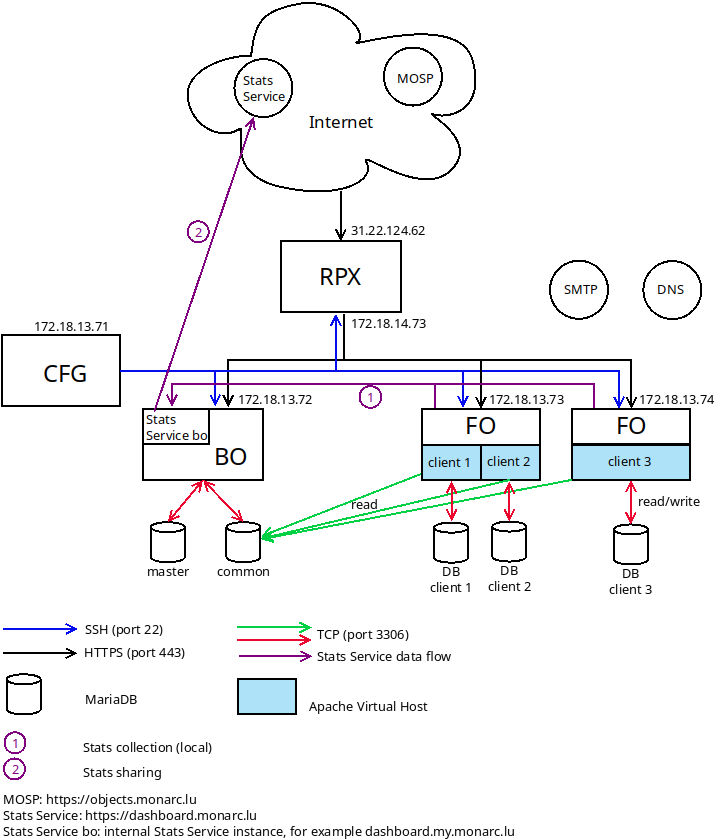 Stats
Service
MOSP
Internet
2
31.22.124.62
RPX
SMTP
DNS
172.18.14.73
172.18.13.71
CFG
1
172.18.13.72
172.18.13.73
172.18.13.74
Stats
Service bo
BO
FO
FO
client 1
client 2
client 3
read
read/write
master
common
DB
client 1
DB
client 2
DB
client 3
SSH (port 22)
HTTPS (port 443)
TCP (port 3306)
Stats Service data flow
MariaDB
Apache Virtual Host
1
Stats collection (local)
2
Stats sharing
MOSP: https://objects.monarc.lu
Stats Service: https://dashboard.monarc.lu
Stats Service bo: internal Stats Service instance, for example dashboard.my.monarc.lu